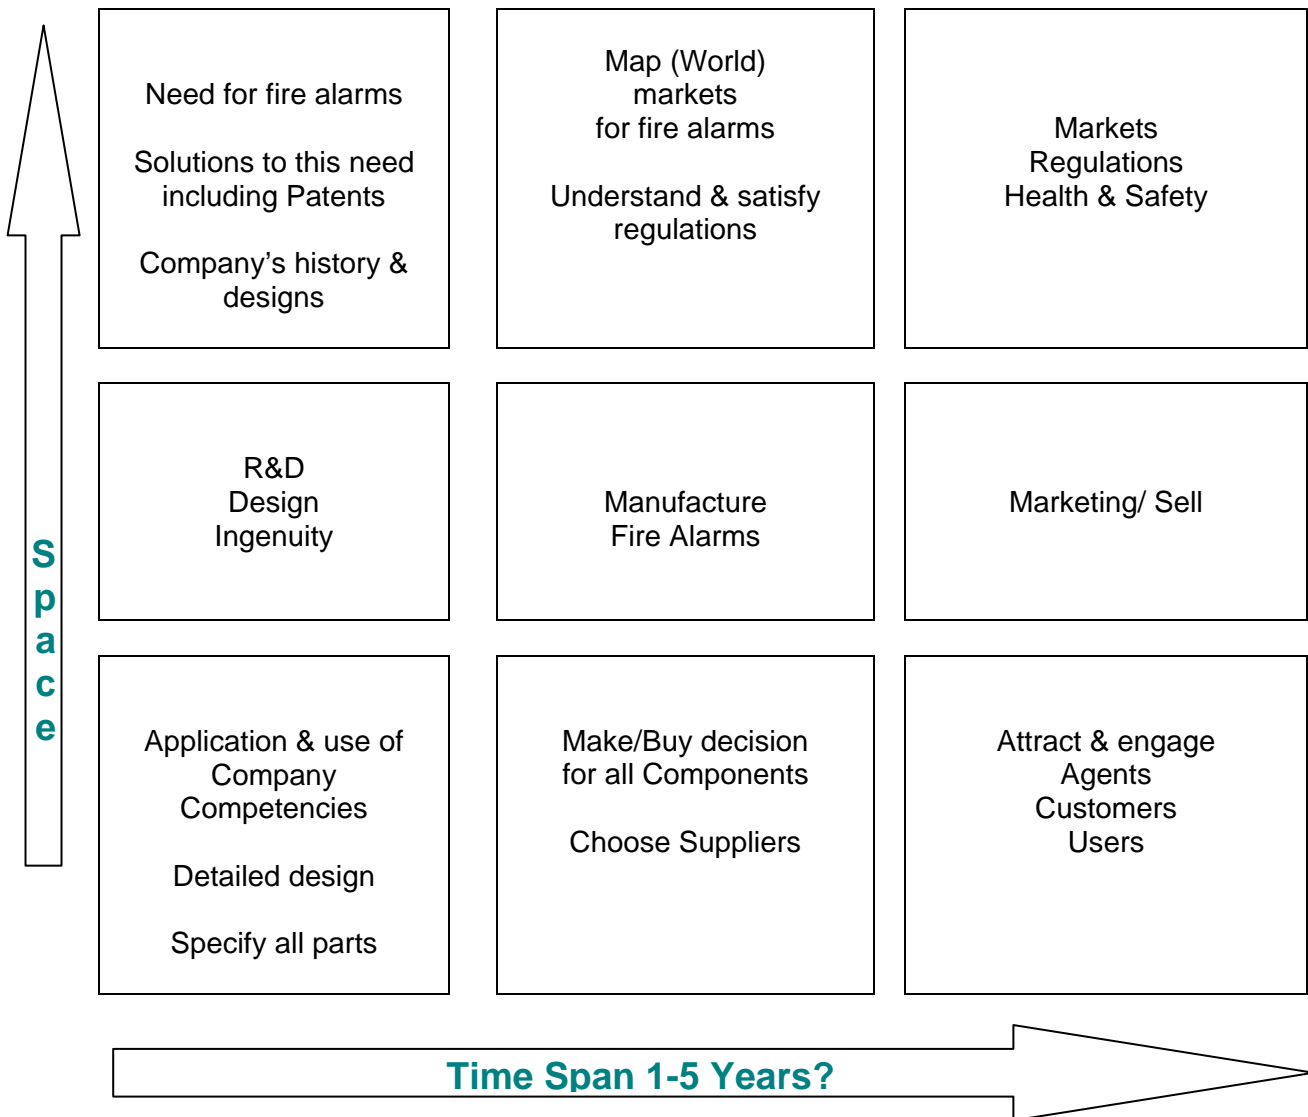 Need for fire alarms
Solutions to this need
including Patents
Company’s history &
designs
Map (World)
markets
for fire alarms
Understand & satisfy
regulations
Markets
Regulations
Health & Safety
R&D
Design
Ingenuity
Manufacture
Fire Alarms
Marketing/ Sell
Application & use of
Company
Competencies
Detailed design
Specify all parts
Make/Buy decision
for all Components
Choose Suppliers
Attract & engage
Agents
Customers
Users
S
p
a
c
e
Time Span 1-5 Years?